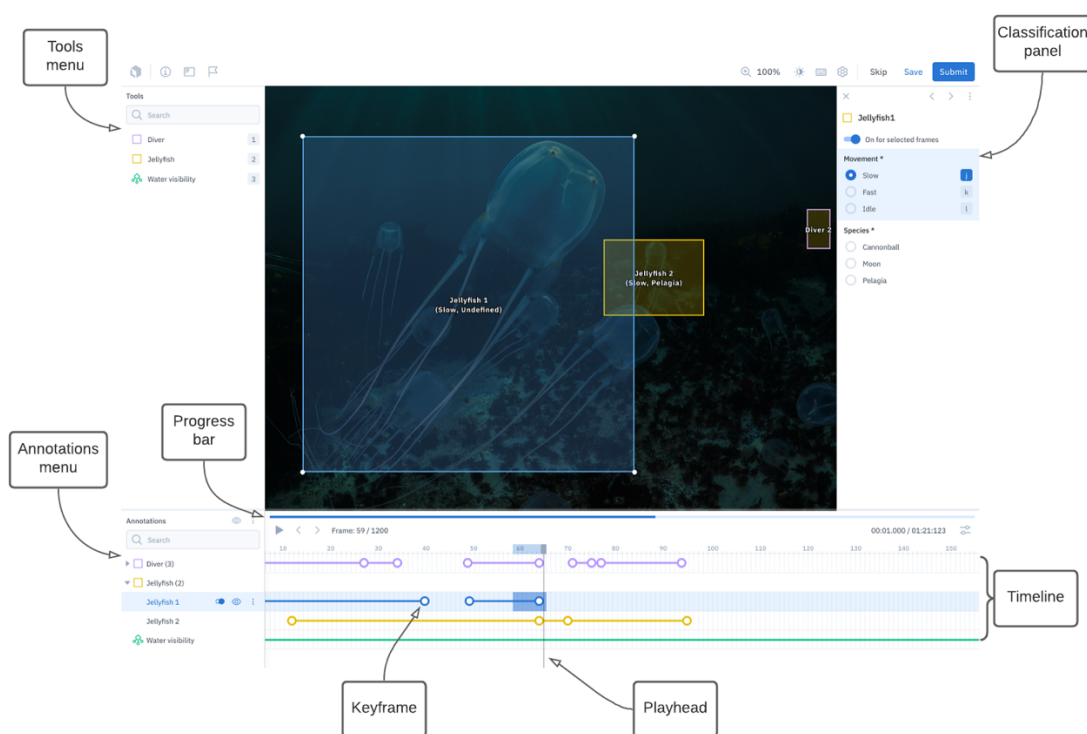 Tools
menu
Classification
panel
100%
Skip
Save
Submit
Tools
Search
Diver
1
Jellyfish
2
Water visibility
3
Jellyfish1
On for selected frames
Movement *
Slow
j
Fast
k
Idle
l
Species *
Cannonball
Moon
Pelagia
Diver 2
Jellyfish 2
(Slow, Pelagia)
Jellyfish 1
(Slow, Undefined)
Progress
bar
Annotations
menu
Annotations
Search
Frame: 59 / 1200
00:01.000 / 01:21:123
10 20 30 40 50 60 70 80 90 100 110 120 130 140 150
Diver (3)
Jellyfish (2)
Jellyfish 1
Jellyfish 2
Water visibility
Timeline
Keyframe
Playhead